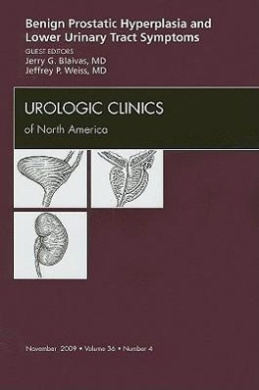 Benign Prostatic Hyperplasia and
Lower Urinary Tract Symptoms
GUEST EDITORS
Jerry G. Blaivas, MD
Jeffrey P. Weiss, MD
UROLOGIC CLINICS
of North America
November 2009 • Volume 36 • Number 4